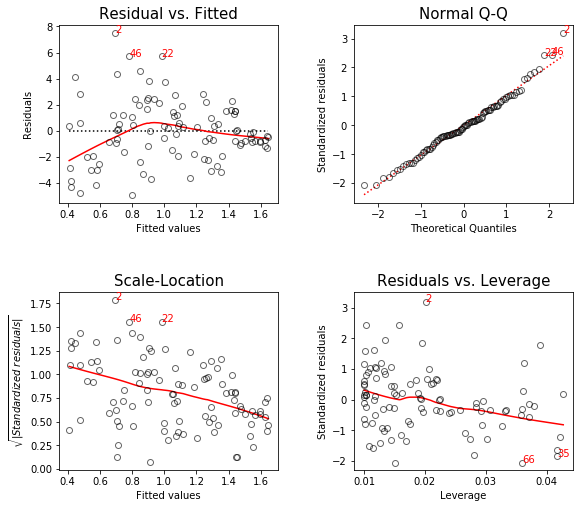 Residual vs. Fitted
8
6
4
2
0
−2
−4
Residuals
2
46
22
0.4 0.6 0.8 1.0 1.2 1.4 1.6
Fitted values
Normal Q-Q
3
2
1
0
−1
−2
Standardized residuals
2
22
46
−2 −1 0 1 2
Theoretical Quantiles
Scale-Location
1.75
1.50
1.25
1.00
0.75
0.50
0.25
0.00
√|Standardized residuals|
2
46
22
0.4 0.6 0.8 1.0 1.2 1.4 1.6
Fitted values
Residuals vs. Leverage
3
2
1
0
−1
−2
Standardized residuals
2
66
35
0.01 0.02 0.03 0.04
Leverage